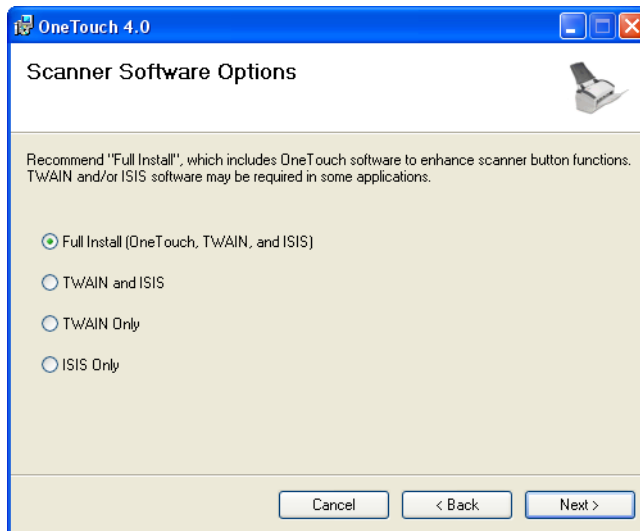 OneTouch 4.0
Scanner Software Options
Recommend "Full Install", which includes OneTouch software to enhance scanner button functions.
TWAIN and/or ISIS software may be required in some applications.
Full Install (OneTouch, TWAIN, and ISIS)
TWAIN and ISIS
TWAIN Only
ISIS Only
Cancel
< Back
Next >